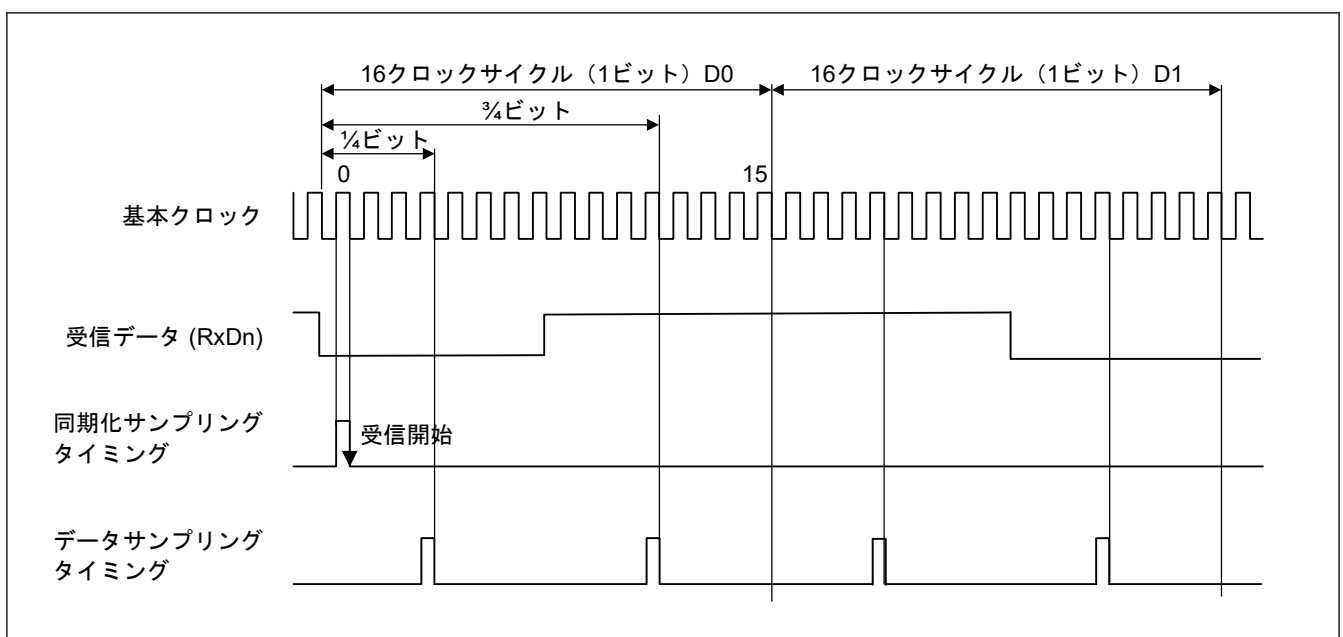 16クロックサイクル（1ビット）D0
16クロックサイクル（1ビット）D1
¾ビット
¼ビット
0
15
基本クロック
受信データ (RxDn)
同期化サンプリング
タイミング
受信開始
データサンプリング
タイミング